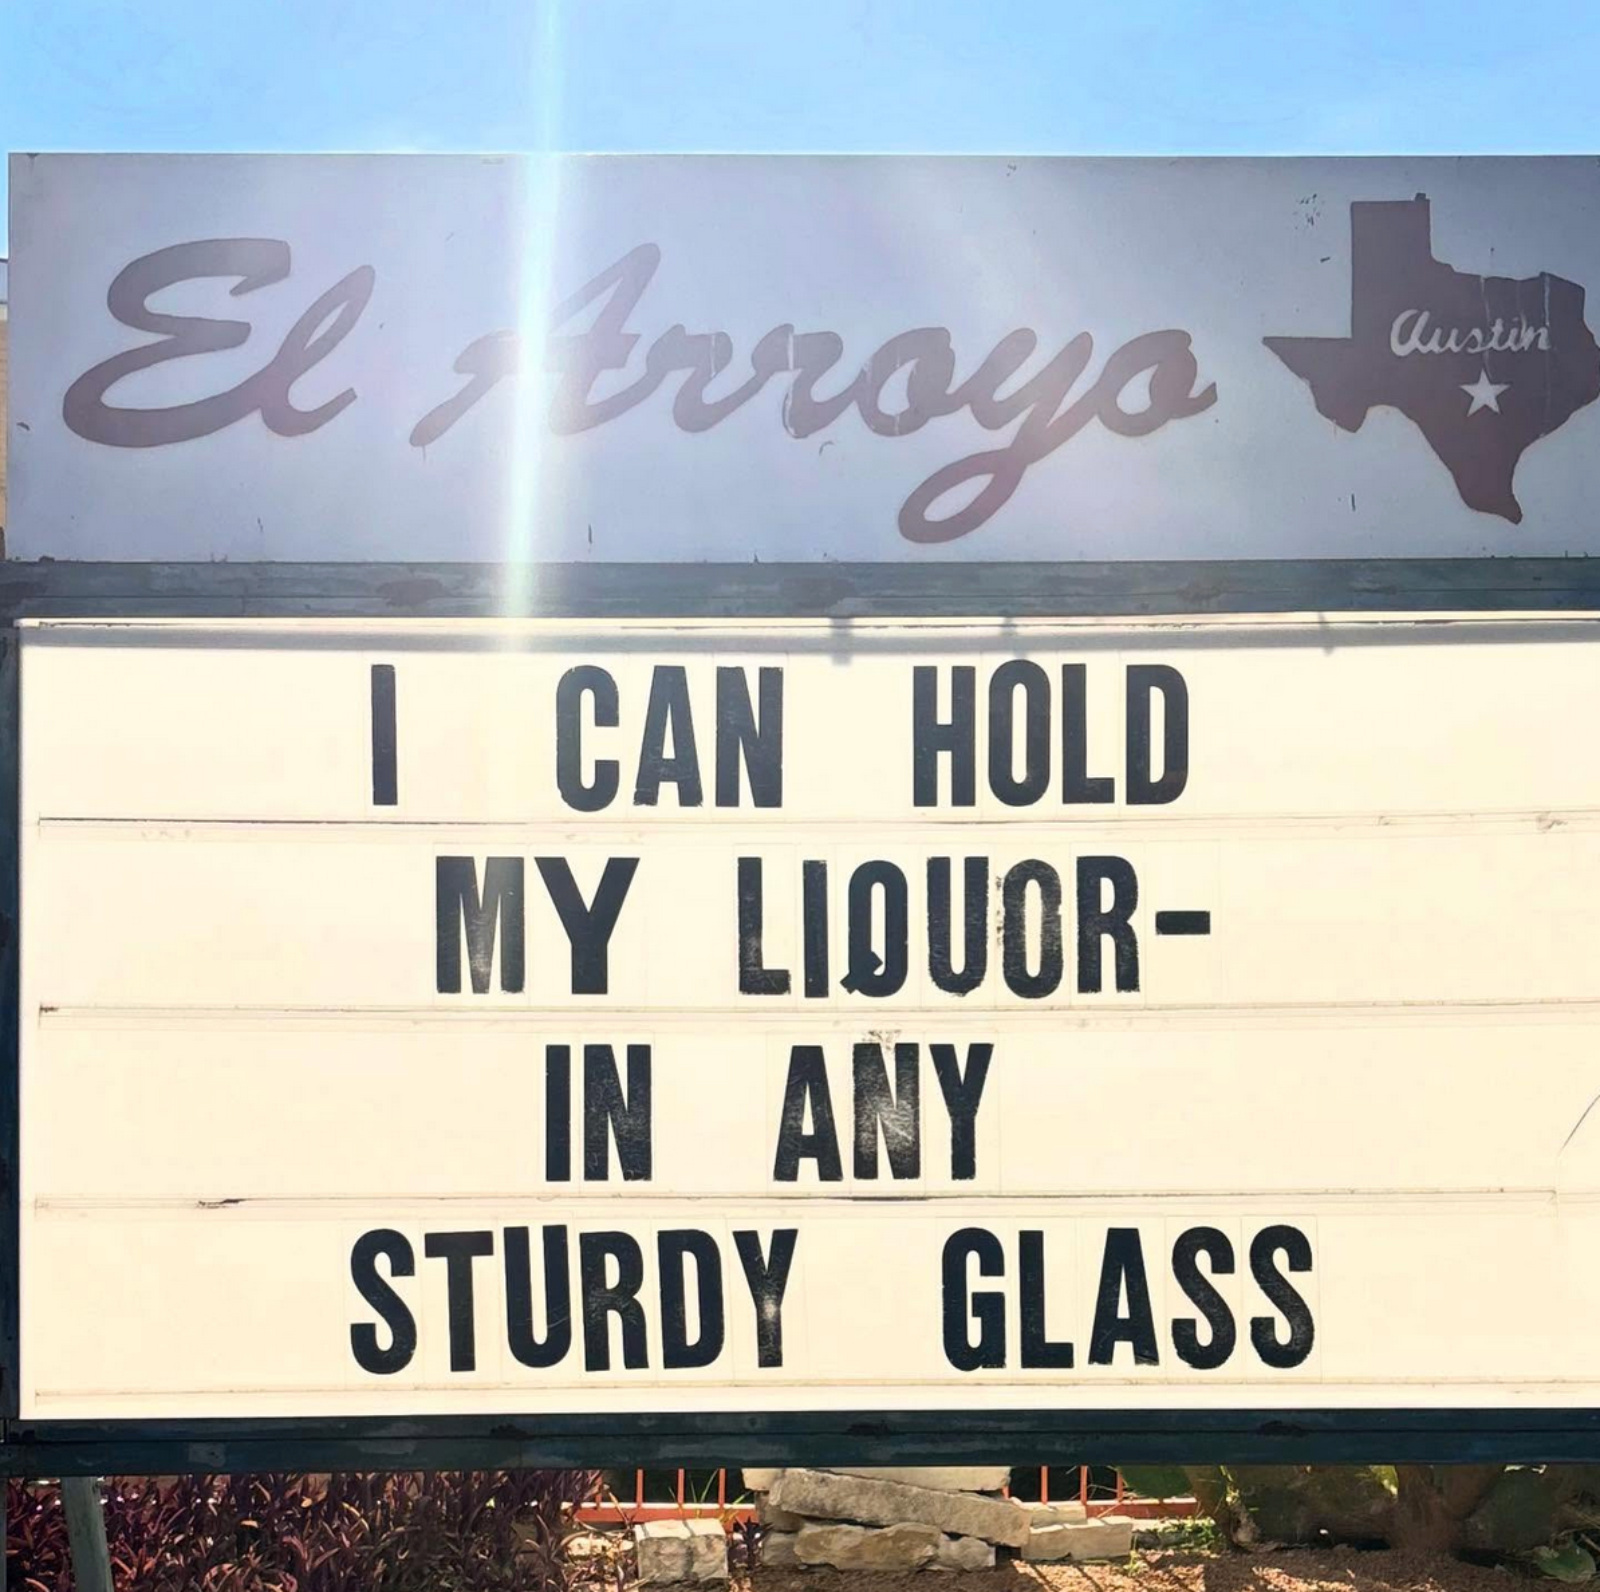 El Arroyo
Austin
I CAN HOLD
MY LIQUOR-
IN ANY
STURDY GLASS